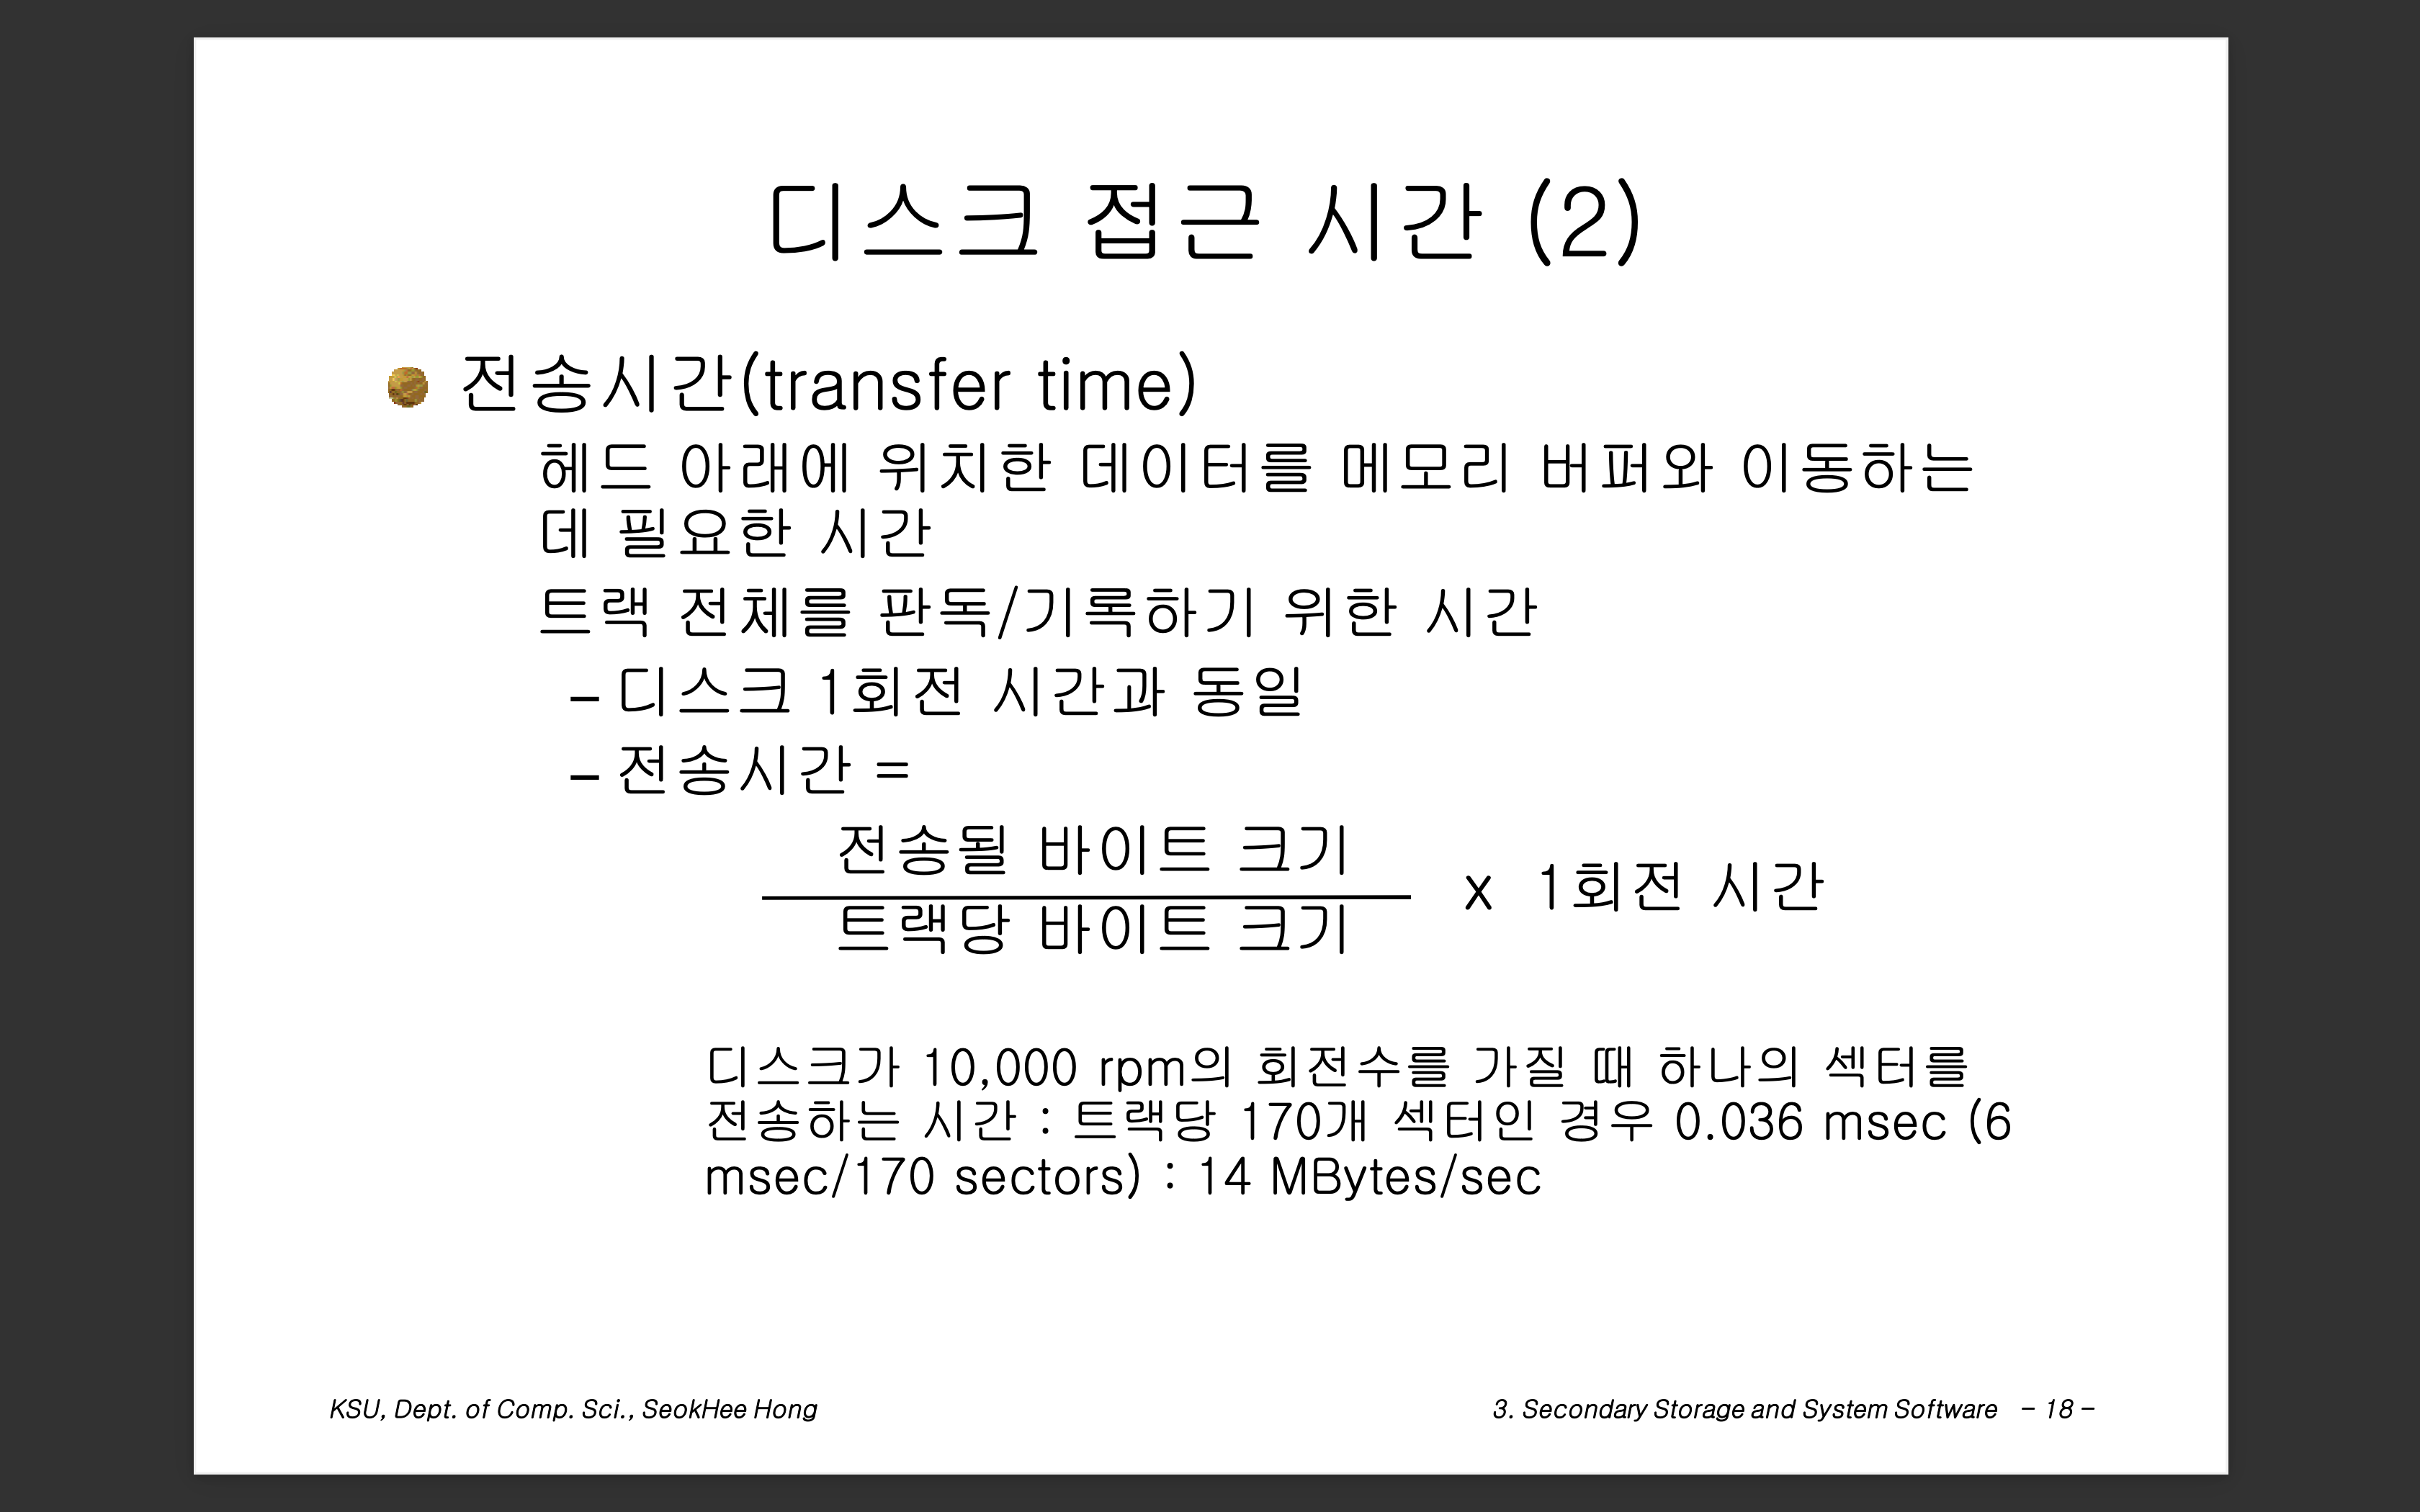 디스크 접근 시간 (2)
전송시간(transfer time)
헤드 아래에 위치한 데이터를 메모리 버퍼와 이동하는
데 필요한 시간
트랙 전체를 판독/기록하기 위한 시간
– 디스크 1회전 시간과 동일
– 전송시간 =
전송될 바이트 크기
x 1회전 시간
트랙당 바이트 크기
디스크가 10,000 rpm의 회전수를 가질 때 하나의 섹터를
전송하는 시간 : 트랙당 170개 섹터인 경우 0.036 msec (6
msec/170 sectors) : 14 MBytes/sec
KSU, Dept. of Comp. Sci., SeokHee Hong
3. Secondary Storage and System Software – 18 –